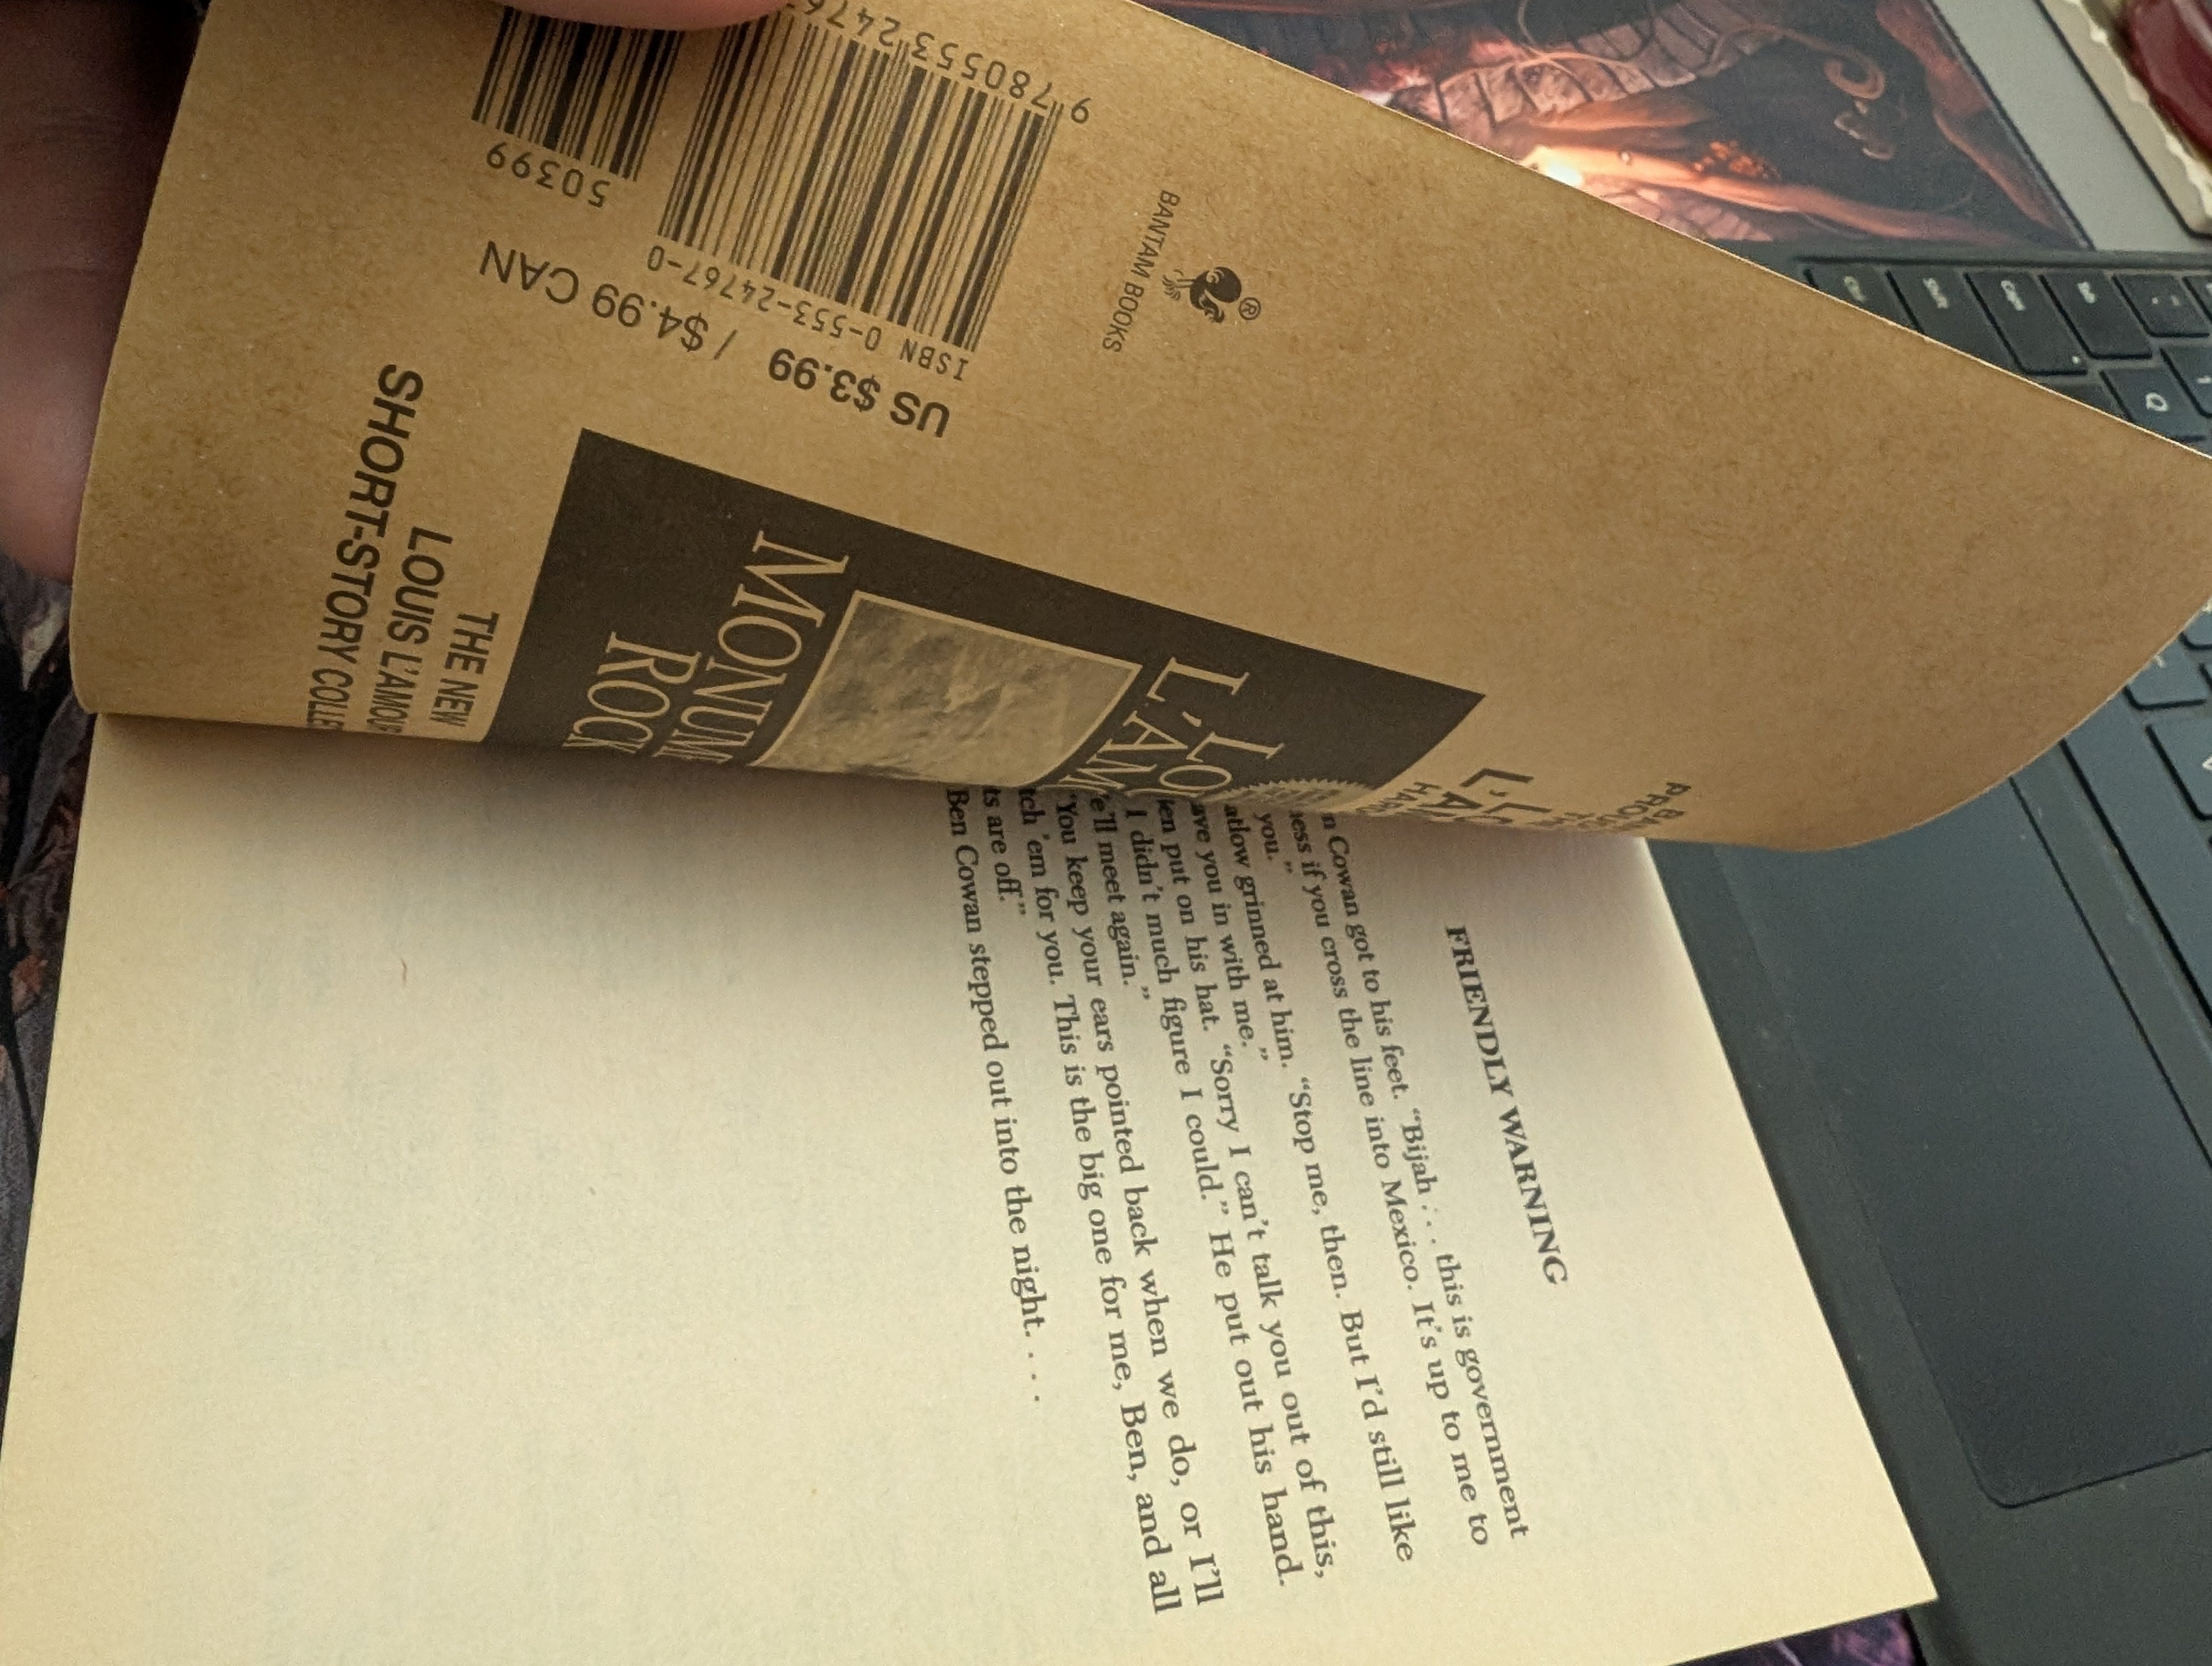 FRIENDLY WARNING
Cowan got to his feet. “Bijah . . . this is government
if you cross the line into Mexico. It's up to me to
you.”
grinned at him. “Stop me, then. But I'd still like
you in with me.”
put on his hat. “Sorry I can't talk you out of this,
I didn't much figure I could.” He put out his hand.
meet again.”
“You keep your ears pointed back when we do, or I'll
'em for you. This is the big one for me, Ben, and all
are off.”
Ben Cowan stepped out into the night. . . .
THE NEW
LOUIS
SHORT-STORY
ROCK
BANTAM BOOKS
US $3.99 / $4.99 CAN
ISBN 0-553-24767-0
9 780553 2476
50399